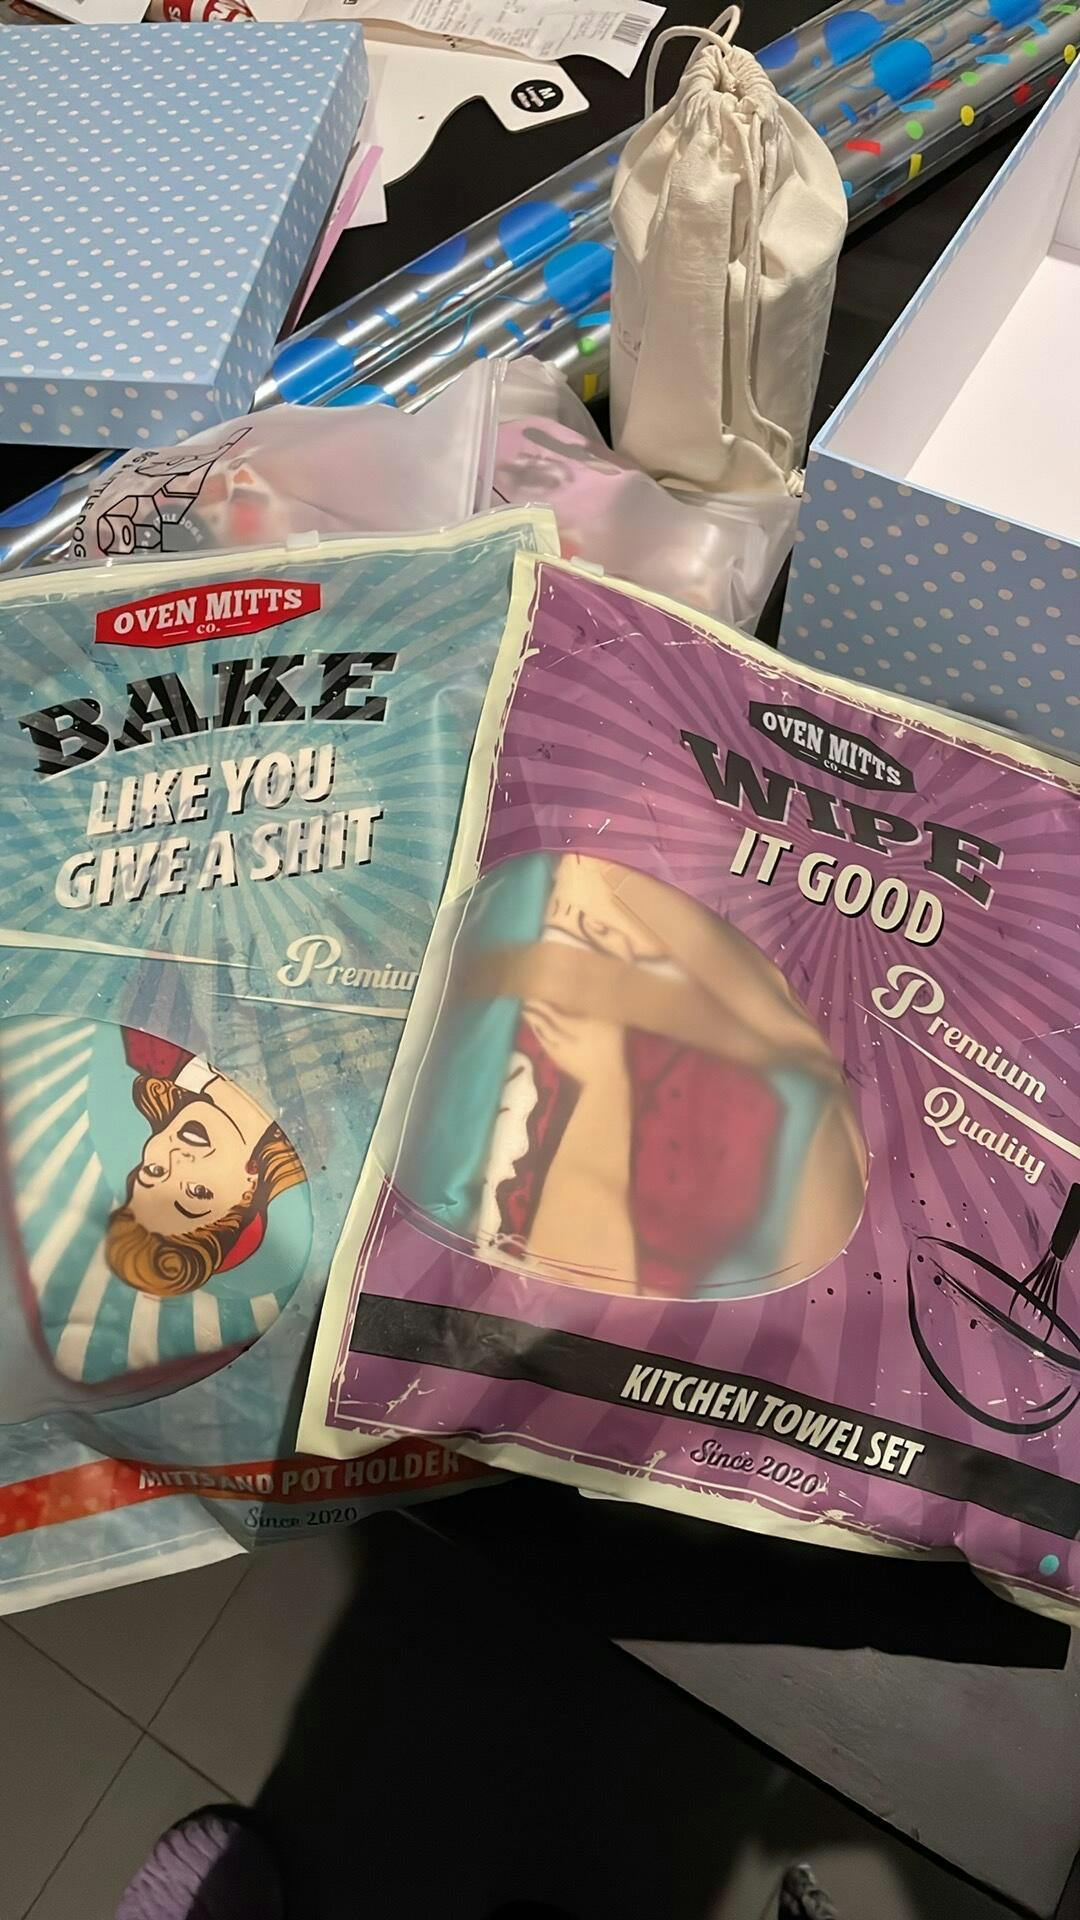 OVEN MITTS
CO.
BAKE
LIKE YOU
GIVE A SHIT
Premium
MITTS AND POT HOLDER
Since 2020
OVEN MITTS
CO.
WIPE
IT GOOD
Premium
Quality
KITCHEN TOWEL SET
Since 2020